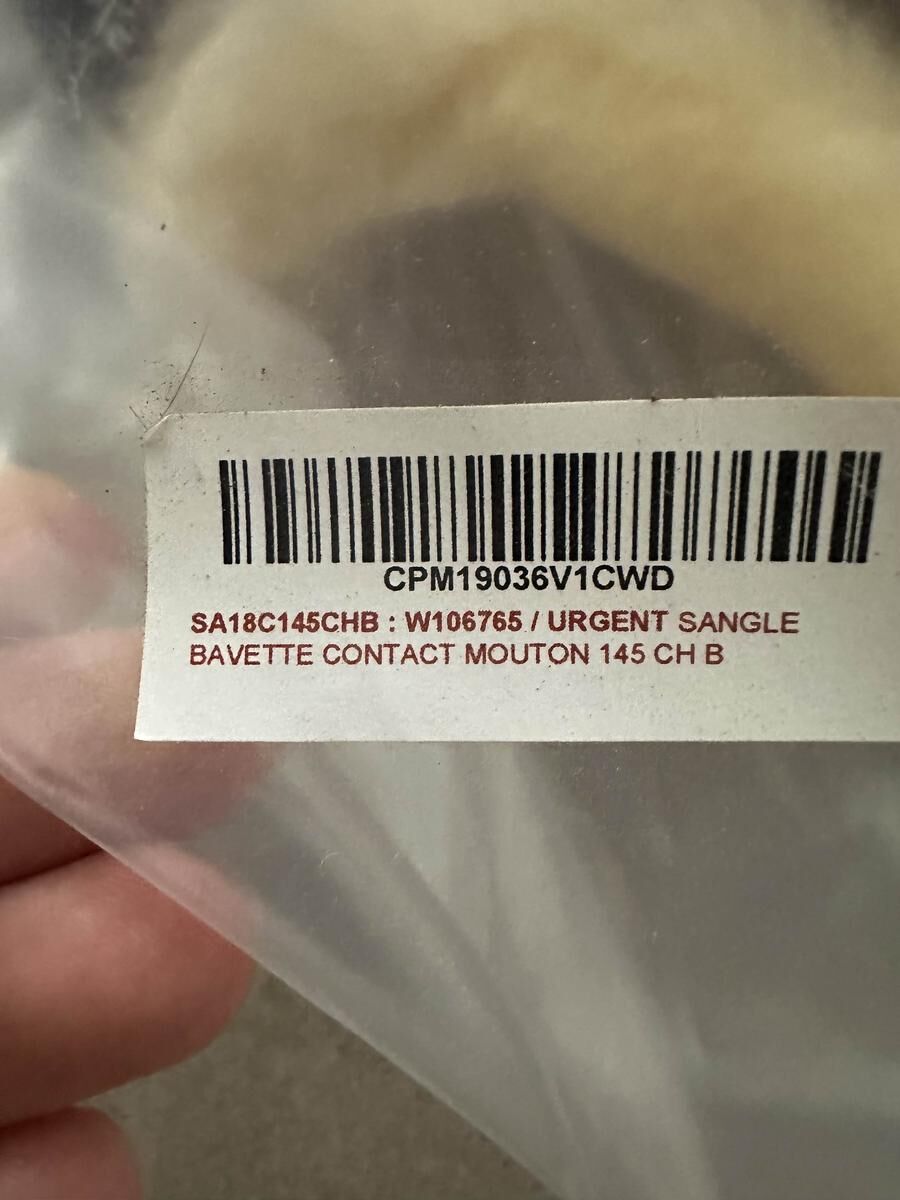 CPM19036V1CWD
SA18C145CHB : W106765 / URGENT SANGLE
BAVETTE CONTACT MOUTON 145 CH B